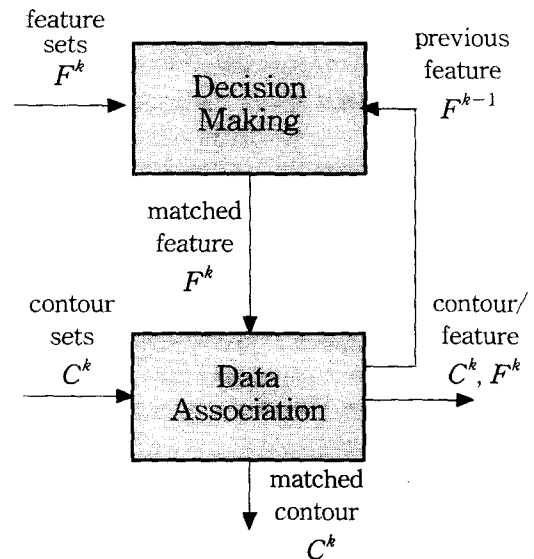 feature
sets
F^k
Decision
Making
previous
feature
F^{k-1}
matched
feature
F^k
contour
sets
C^k
Data
Association
contour/
feature
C^k, F^k
matched
contour
C^k